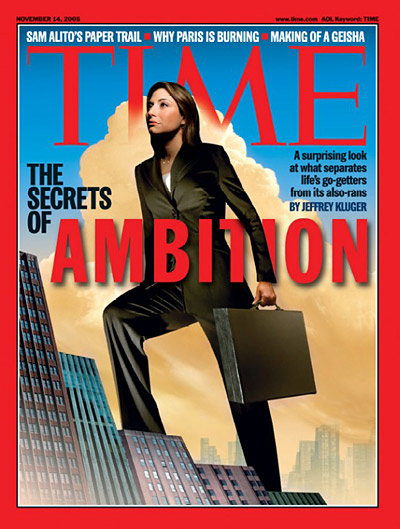 NOVEMBER 14, 2005
www.time.com AOL Keyword: TIME
SAM ALITO'S PAPER TRAIL ■ WHY PARIS IS BURNING ■ MAKING OF A GEISHA
TIME
THE
SECRETS
OF
AMBITION
A surprising look
at what separates
life's go-getters
from its also-rans
BY JEFFREY KLUGER